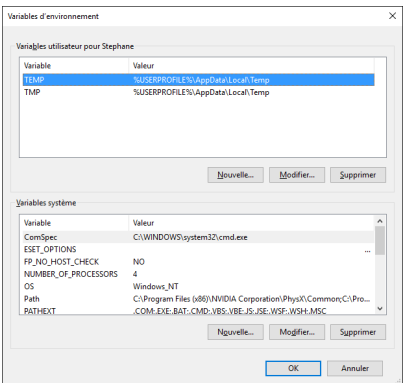 Variables d'environnement
Variables utilisateur pour Stephane
Variable Valeur
TEMP %USERPROFILE%\AppData\Local\Temp
TMP %USERPROFILE%\AppData\Local\Temp
Nouvelle... Modifier... Supprimer
Variables système
Variable Valeur
ComSpec C:\WINDOWS\system32\cmd.exe
ESET_OPTIONS ...
FP_NO_HOST_CHECK NO
NUMBER_OF_PROCESSORS 4
OS Windows_NT
Path C:\Program Files (x86)\NVIDIA Corporation\PhysX\Common;C:\Pro...
PATHEXT .COM;.EXE;.BAT;.CMD;.VBS;.VBE;.JS;.JSE;.WSF;.WSH;.MSC
Nouvelle... Modifier... Supprimer
OK Annuler